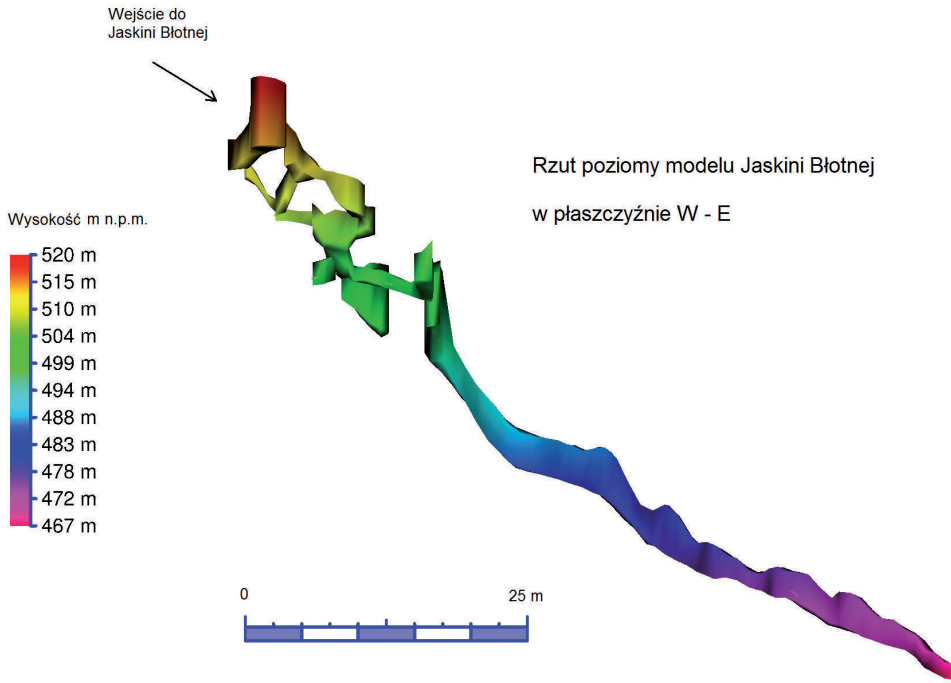 Wejście do
Jaskini Błotnej
Rzut poziomy modelu Jaskini Błotnej
w płaszczyźnie W - E
Wysokość m n.p.m.
520 m
515 m
510 m
504 m
499 m
494 m
488 m
483 m
478 m
472 m
467 m
0
25 m